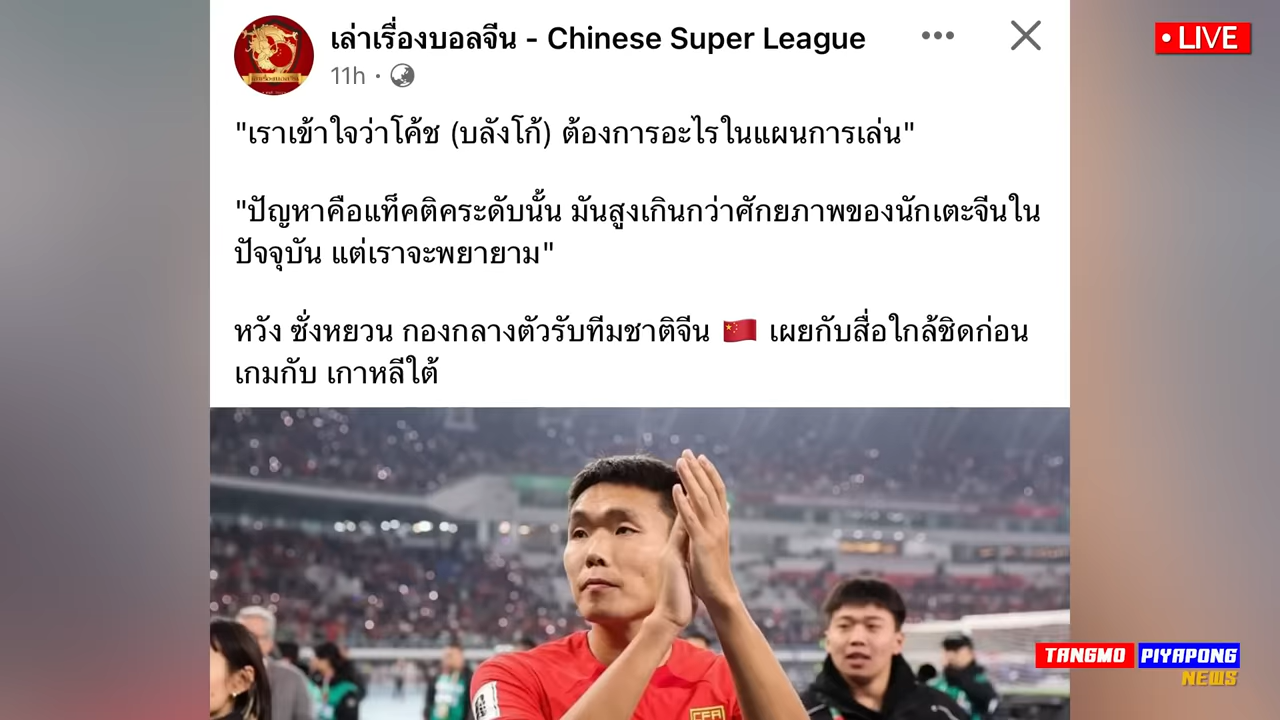 เล่าเรื่องบอลจีน - Chinese Super League
11h
"เราเข้าใจว่าโค้ช (บลังโก้) ต้องการอะไรในแผนการเล่น"
"ปัญหาคือแท็คติคระดับนั้น มันสูงเกินกว่าศักยภาพของนักเตะจีนใน
ปัจจุบัน แต่เราจะพยายาม"
หวัง ซั่งหยวน กองกลางตัวรับทีมชาติจีน 🇨🇳 เผยกับสื่อใกล้ชิดก่อน
เกมกับ เกาหลีใต้
LIVE
CFA
TANGMO PIYAPONG
NEWS